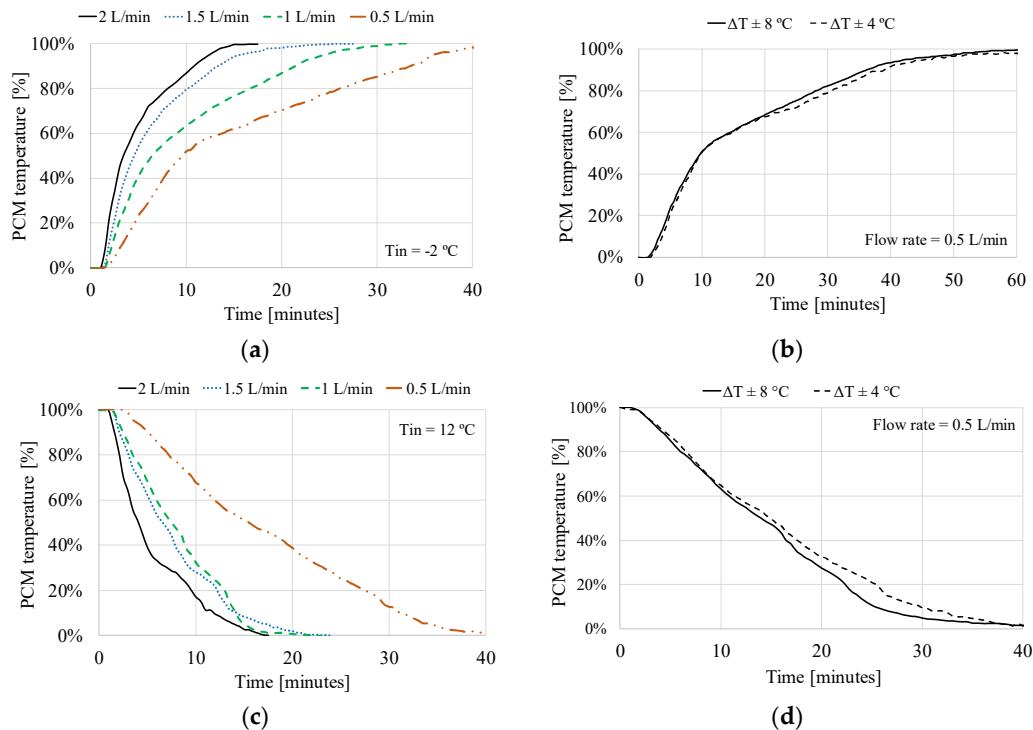 2 L/min 1.5 L/min 1 L/min 0.5 L/min
PCM temperature [%]
100%
80%
60%
40%
20%
0%
Tin = -2 ºC
0 10 20 30 40
Time [minutes]
(a)
ΔT ± 8 ºC ΔT ± 4 ºC
PCM temperature [%]
100%
80%
60%
40%
20%
0%
Flow rate = 0.5 L/min
0 10 20 30 40 50 60
Time [minutes]
(b)
2 L/min 1.5 L/min 1 L/min 0.5 L/min
PCM temperature [%]
100%
80%
60%
40%
20%
0%
Tin = 12 ºC
0 10 20 30 40
Time [minutes]
(c)
ΔT ± 8 °C ΔT ± 4 °C
PCM temperature [%]
100%
80%
60%
40%
20%
0%
Flow rate = 0.5 L/min
0 10 20 30 40
Time [minutes]
(d)